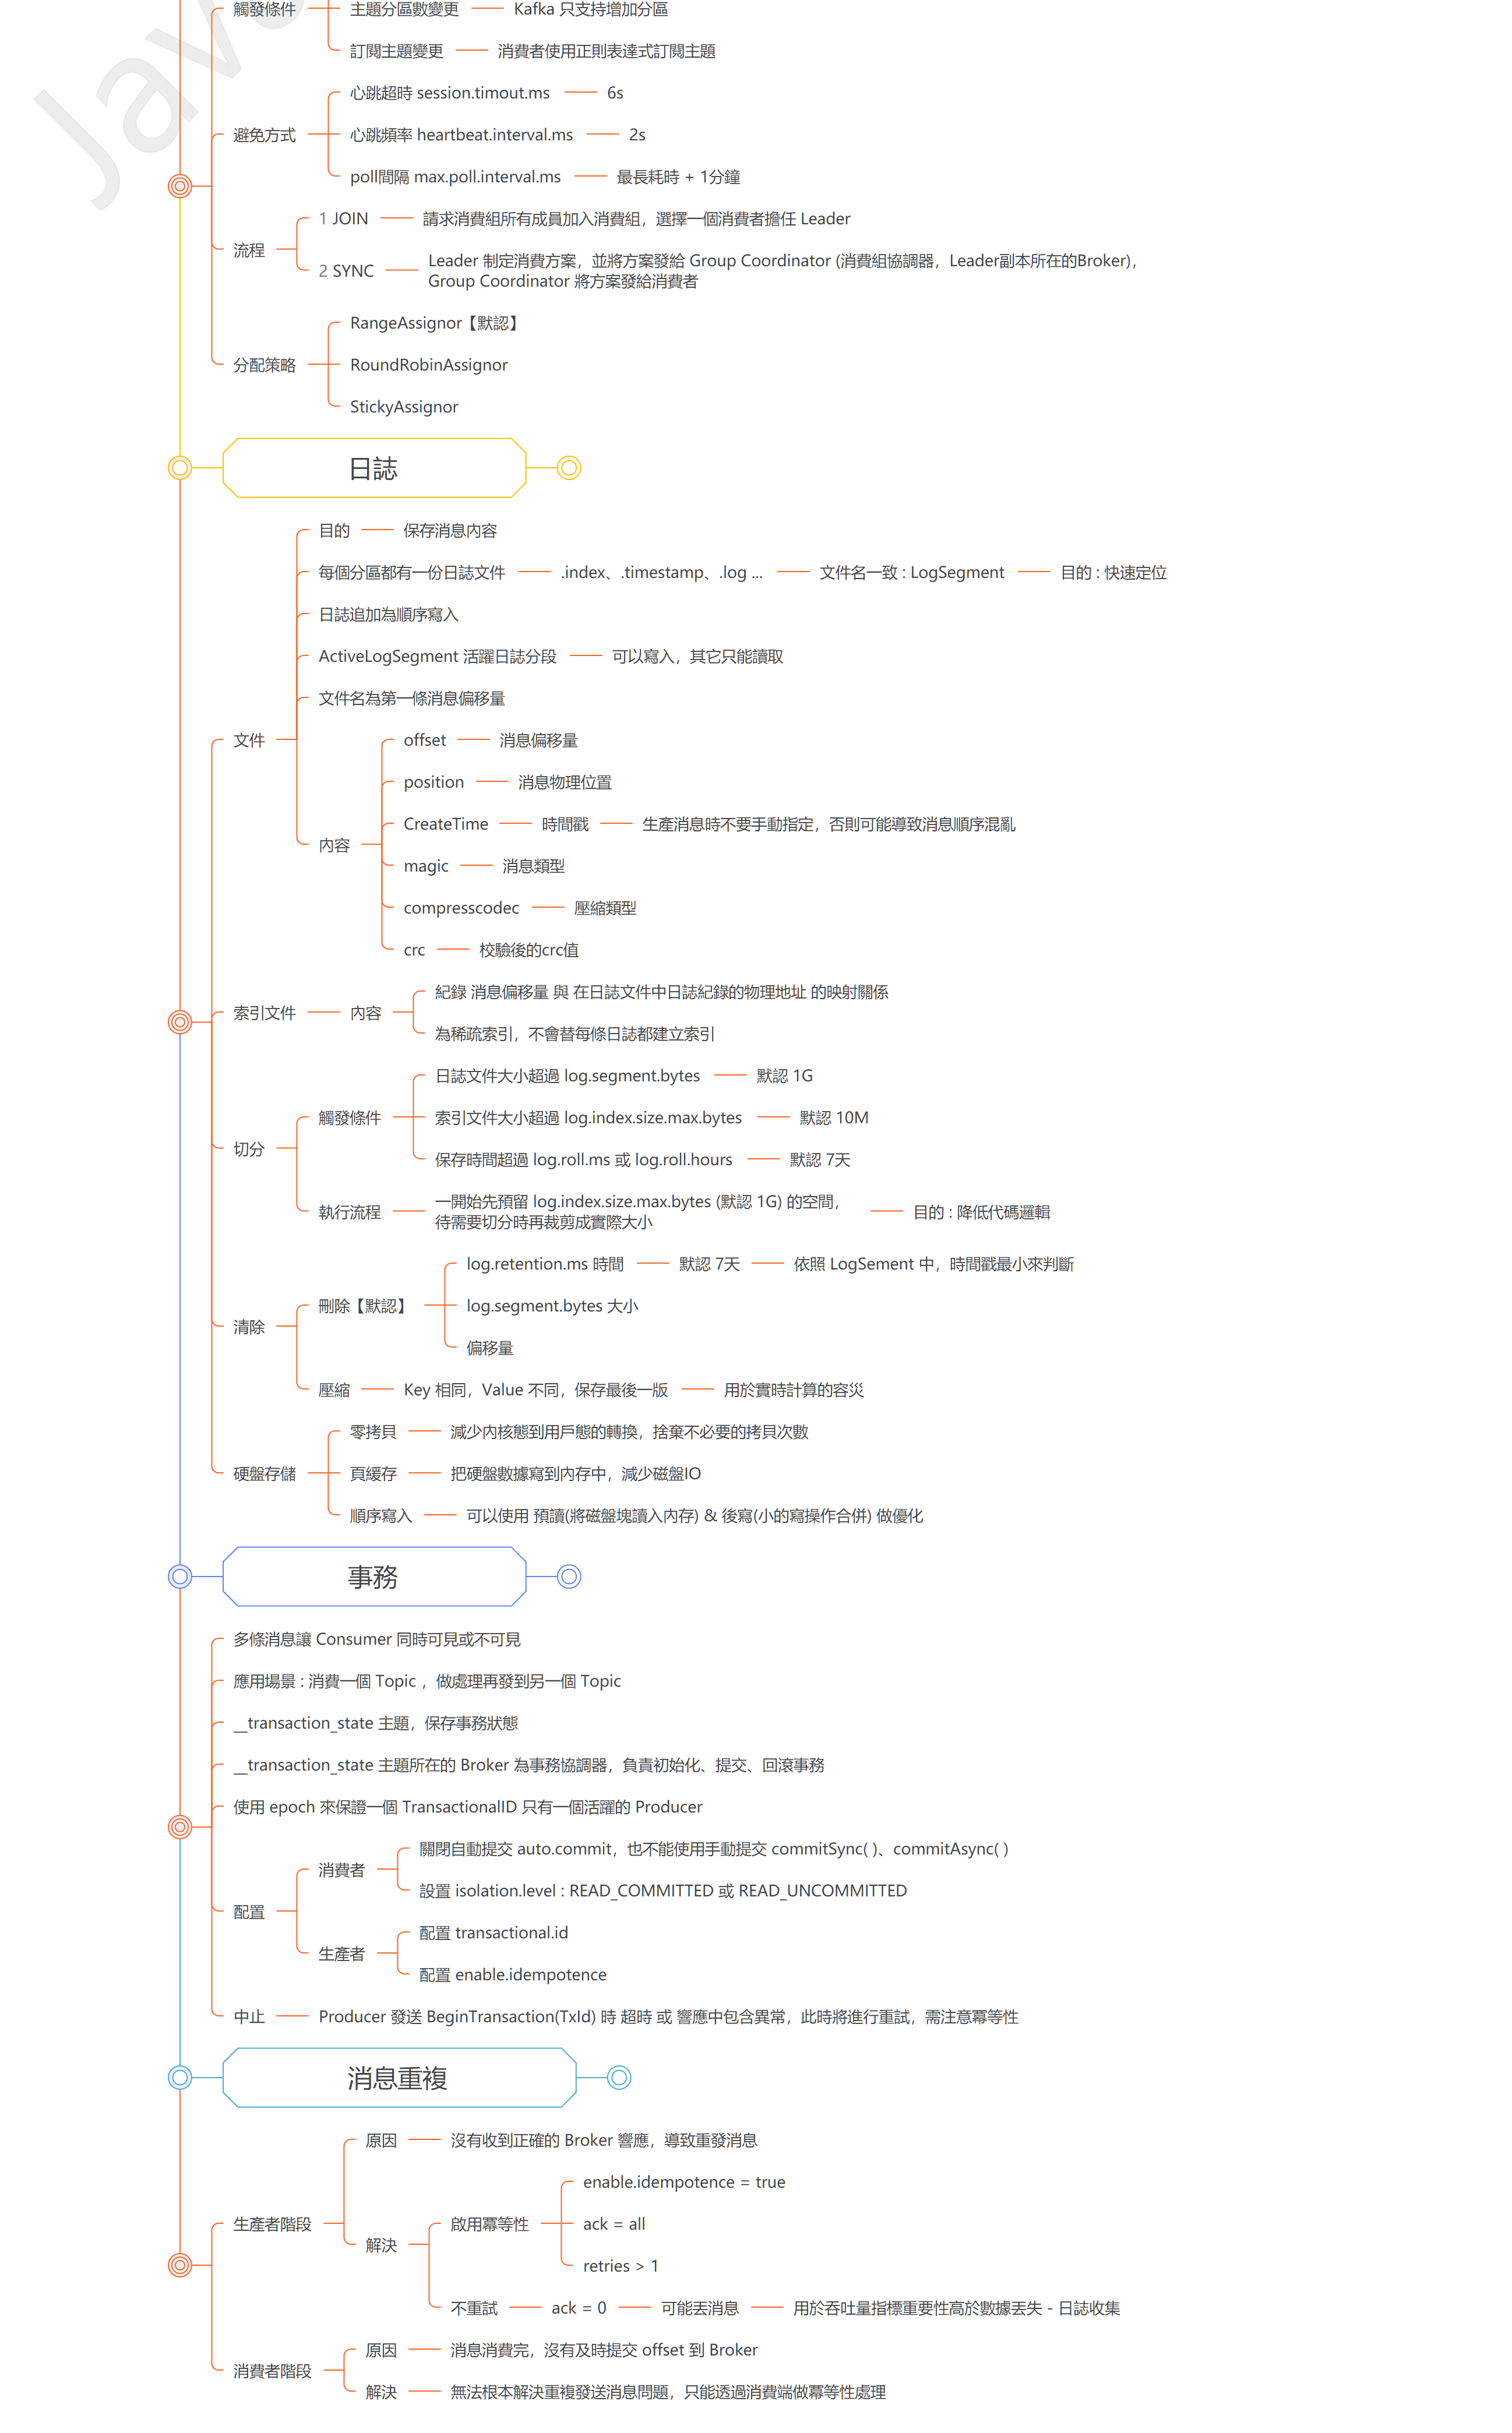 Java
觸發條件
主題分區數變更
Kafka 只支持增加分區
訂閱主題變更
消費者使用正則表達式訂閱主題
避免方式
心跳超時 session.timout.ms
6s
心跳頻率 heartbeat.interval.ms
2s
poll間隔 max.poll.interval.ms
最長耗時 + 1分鐘
流程
1 JOIN
請求消費組所有成員加入消費組，選擇一個消費者擔任 Leader
2 SYNC
Leader 制定消費方案，並將方案發給 Group Coordinator (消費組協調器，Leader副本所在的Broker)，
Group Coordinator 將方案發給消費者
分配策略
RangeAssignor【默認】
RoundRobinAssignor
StickyAssignor
日誌
文件
目的
保存消息內容
每個分區都有一份日誌文件
.index、.timestamp、.log ...
文件名一致 : LogSegment
目的 : 快速定位
日誌追加為順序寫入
ActiveLogSegment 活躍日誌分段
可以寫入，其它只能讀取
文件名為第一條消息偏移量
內容
offset
消息偏移量
position
消息物理位置
CreateTime
時間戳
生產消息時不要手動指定，否則可能導致消息順序混亂
magic
消息類型
compresscodec
壓縮類型
crc
校驗後的crc值
索引文件
內容
紀錄 消息偏移量 與 在日誌文件中日誌紀錄的物理地址 的映射關係
為稀疏索引，不會替每條日誌都建立索引
切分
觸發條件
日誌文件大小超過 log.segment.bytes
默認 1G
索引文件大小超過 log.index.size.max.bytes
默認 10M
保存時間超過 log.roll.ms 或 log.roll.hours
默認 7天
執行流程
一開始先預留 log.index.size.max.bytes (默認 1G) 的空間，
待需要切分時再裁剪成實際大小
目的 : 降低代碼邏輯
清除
刪除【默認】
log.retention.ms 時間
默認 7天
依照 LogSement 中，時間戳最小來判斷
log.segment.bytes 大小
偏移量
壓縮
Key 相同，Value 不同，保存最後一版
用於實時計算的容災
硬盤存儲
零拷貝
減少內核態到用戶態的轉換，捨棄不必要的拷貝次數
頁緩存
把硬盤數據寫到內存中，減少磁盤IO
順序寫入
可以使用 預讀(將磁盤塊讀入內存) & 後寫(小的寫操作合併) 做優化
事務
多條消息讓 Consumer 同時可見或不可見
應用場景 : 消費一個 Topic ，做處理再發到另一個 Topic
__transaction_state 主題，保存事務狀態
__transaction_state 主題所在的 Broker 為事務協調器，負責初始化、提交、回滾事務
使用 epoch 來保證一個 TransactionalID 只有一個活躍的 Producer
配置
消費者
關閉自動提交 auto.commit，也不能使用手動提交 commitSync( )、commitAsync( )
設置 isolation.level : READ_COMMITTED 或 READ_UNCOMMITTED
生產者
配置 transactional.id
配置 enable.idempotence
中止
Producer 發送 BeginTransaction(TxId) 時 超時 或 響應中包含異常，此時將進行重試，需注意冪等性
消息重複
生產者階段
原因
沒有收到正確的 Broker 響應，導致重發消息
解決
啟用冪等性
enable.idempotence = true
ack = all
retries > 1
不重試
ack = 0
可能丟消息
用於吞吐量指標重要性高於數據丟失 - 日誌收集
消費者階段
原因
消息消費完，沒有及時提交 offset 到 Broker
解決
無法根本解決重複發送消息問題，只能透過消費端做冪等性處理